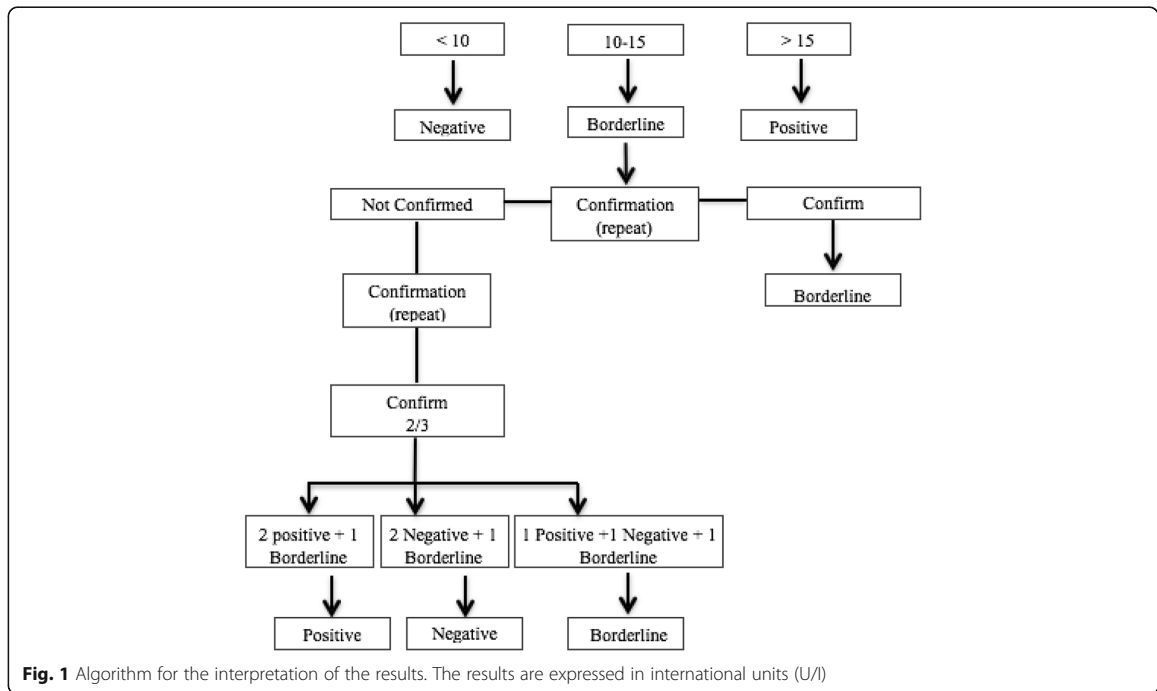 < 10
10-15
> 15
Negative
Borderline
Positive
Not Confirmed
Confirmation
(repeat)
Confirm
Confirmation
(repeat)
Borderline
Confirm
2/3
2 positive + 1
Borderline
2 Negative + 1
Borderline
1 Positive +1 Negative + 1
Borderline
Positive
Negative
Borderline
Fig. 1 Algorithm for the interpretation of the results. The results are expressed in international units (U/l)